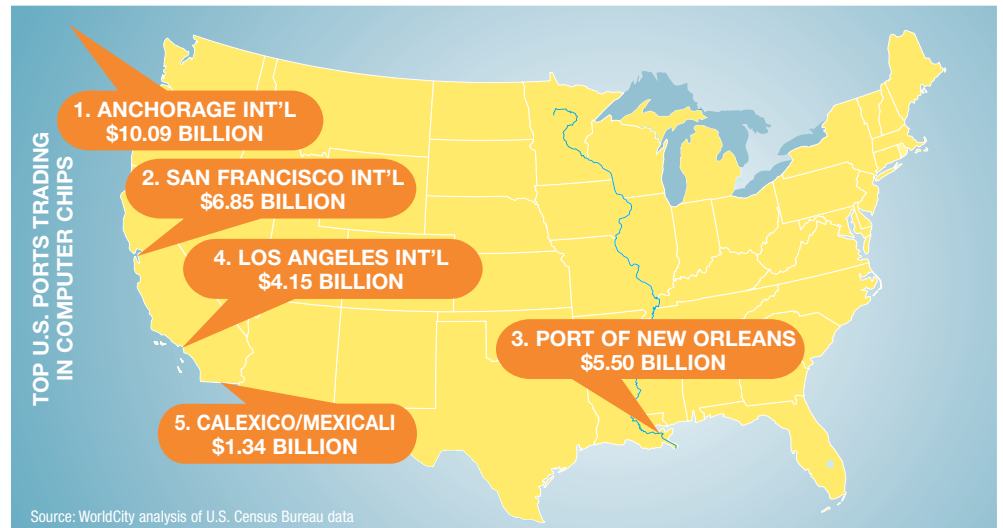 TOP U.S. PORTS TRADING
IN COMPUTER CHIPS
1. ANCHORAGE INT'L
$10.09 BILLION
2. SAN FRANCISCO INT'L
$6.85 BILLION
4. LOS ANGELES INT'L
$4.15 BILLION
3. PORT OF NEW ORLEANS
$5.50 BILLION
5. CALEXICO/MEXICALI
$1.34 BILLION
Source: WorldCity analysis of U.S. Census Bureau data